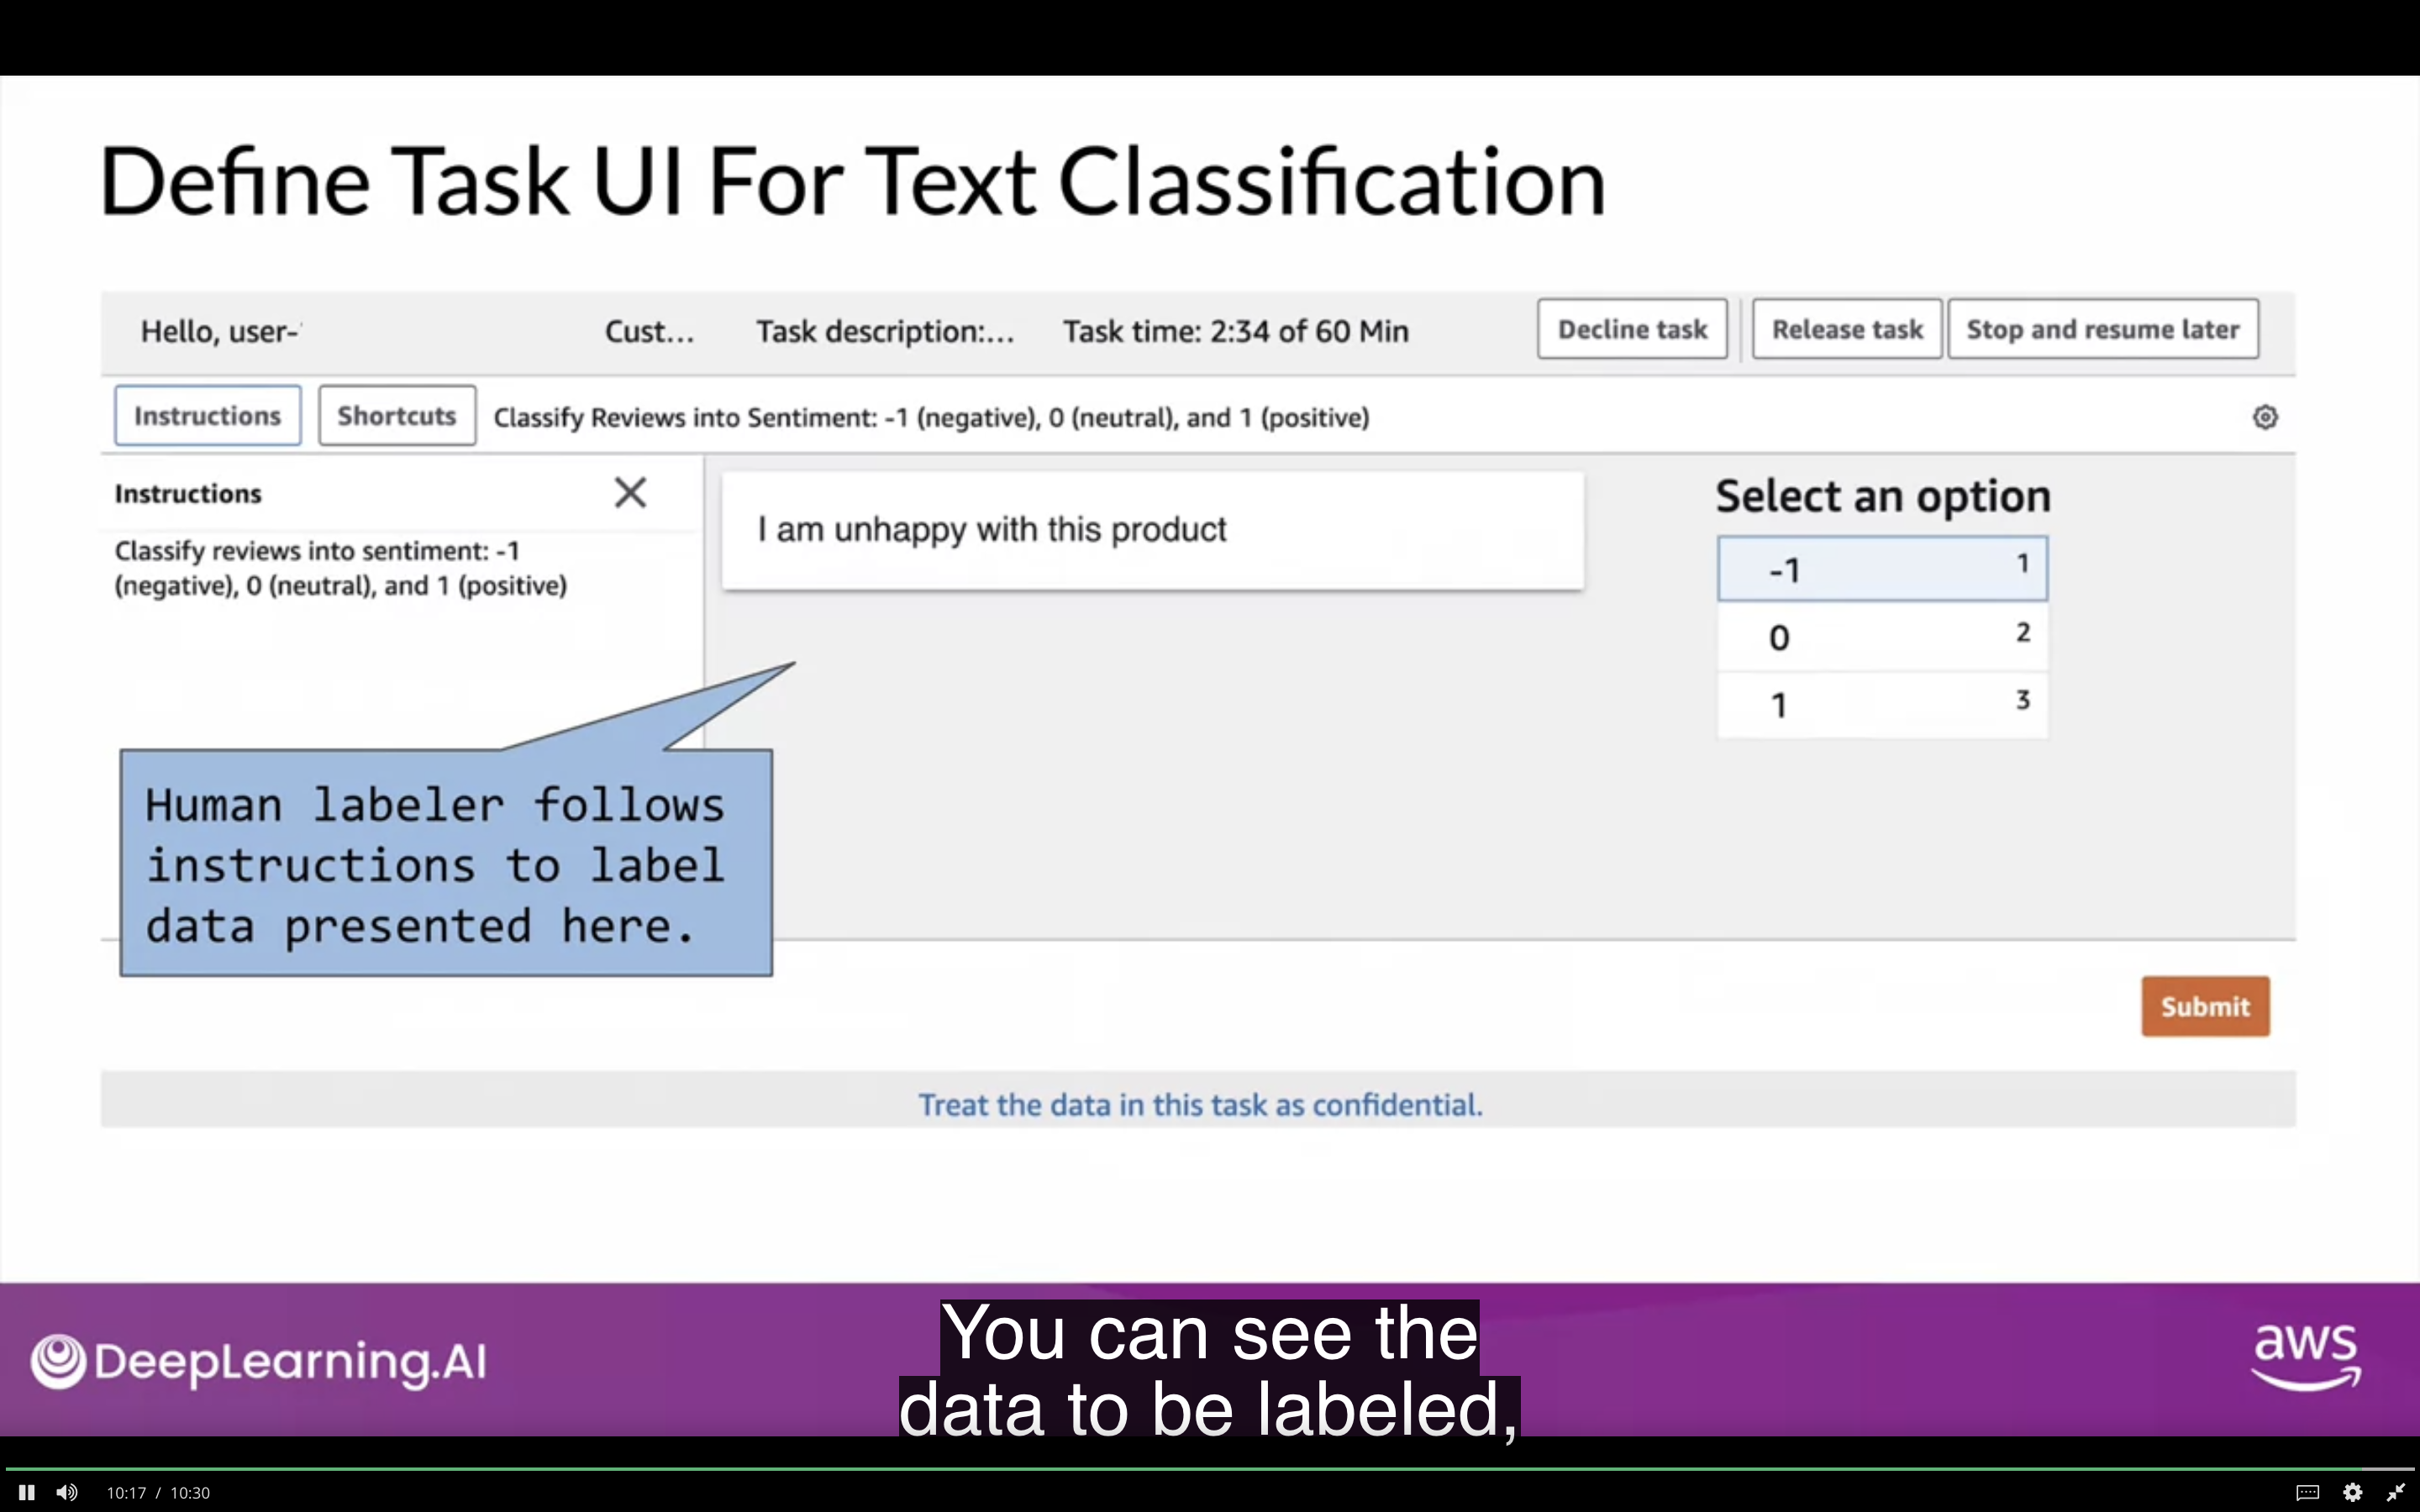 Define Task UI For Text Classification
Hello, user-
Cust...
Task description:...
Task time: 2:34 of 60 Min
Decline task
Release task
Stop and resume later
Instructions
Shortcuts
Classify Reviews into Sentiment: -1 (negative), 0 (neutral), and 1 (positive)
Instructions
Classify reviews into sentiment: -1
(negative), 0 (neutral), and 1 (positive)
I am unhappy with this product
Select an option
-1 1
0 2
1 3
Human labeler follows
instructions to label
data presented here.
Submit
Treat the data in this task as confidential.
DeepLearning.AI
You can see the
data to be labeled,
aws
10:17 / 10:30